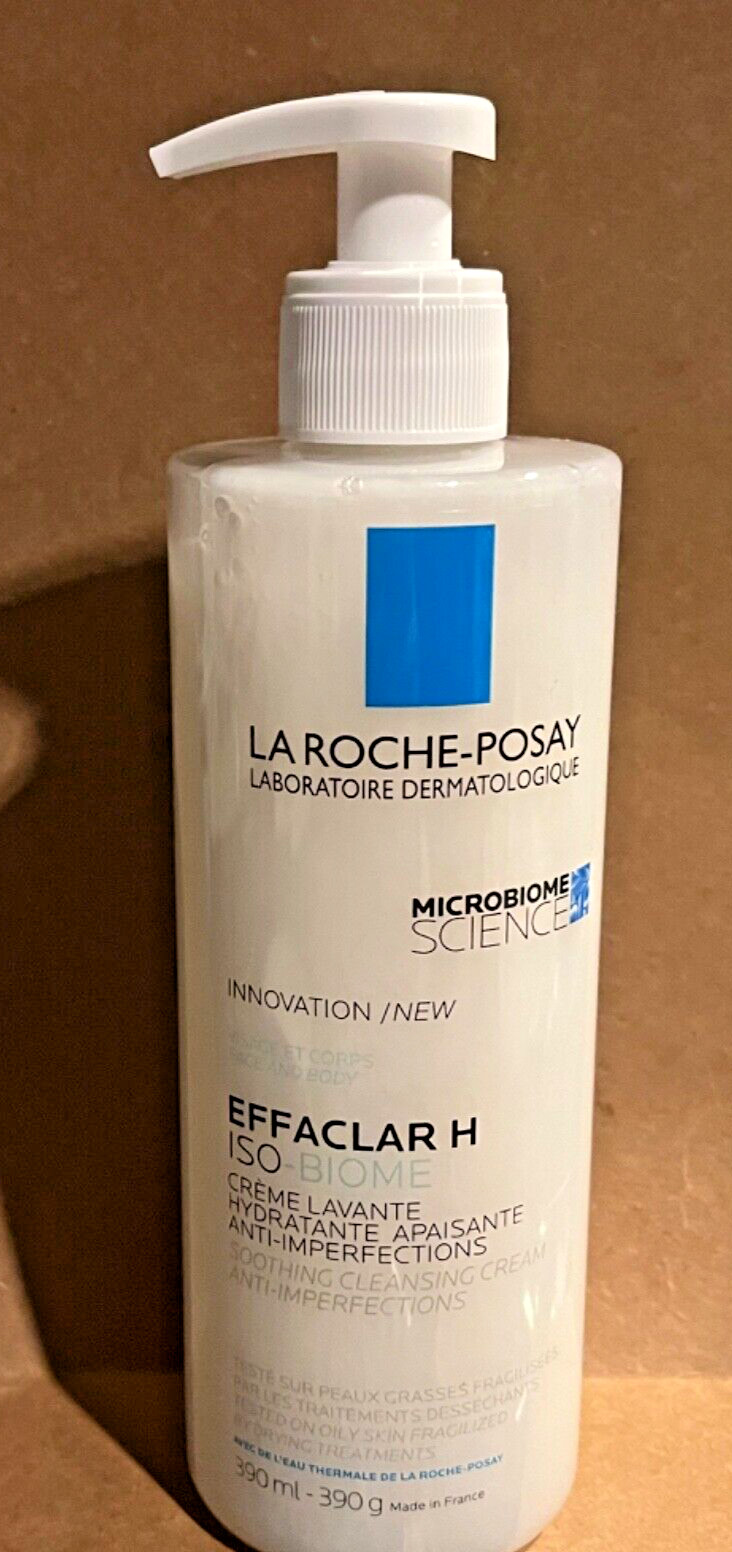 LA ROCHE-POSAY
LABORATOIRE DERMATOLOGIQUE
MICROBIOME
SCIENCE
INNOVATION / NEW
VISAGE ET CORPS
FACE AND BODY
EFFACLAR H
ISO-BIOME
CRÈME LAVANTE
HYDRATANTE APAISANTE
ANTI-IMPERFECTIONS
SOOTHING CLEANSING CREAM
ANTI-IMPERFECTIONS
TESTÉ SUR PEAUX GRASSES FRAGILISÉES
PAR LES TRAITEMENTS DESSÉCHANTS
TESTED ON OILY SKIN FRAGILIZED
BY DRYING TREATMENTS
AVEC DE L'EAU THERMALE DE LA ROCHE-POSAY
390 ml - 390 g Made in France